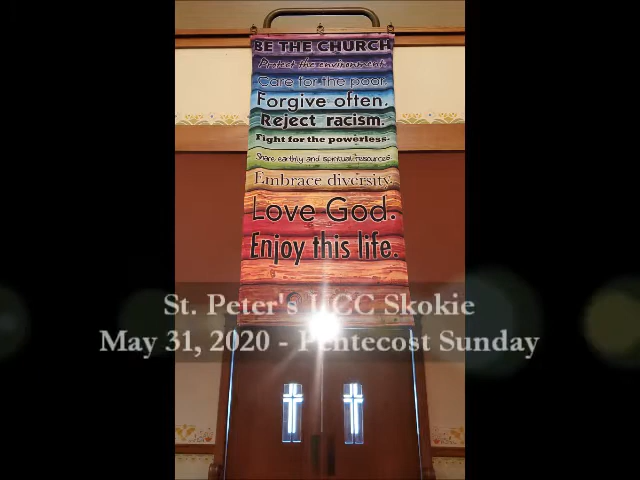 BE THE CHURCH
Protect the environment.
Care for the poor.
Forgive often.
Reject racism.
Fight for the powerless.
Share earthly and spiritual resources.
Embrace diversity.
Love God.
Enjoy this life.
St. Peter's UCC Skokie
May 31, 2020 - Pentecost Sunday